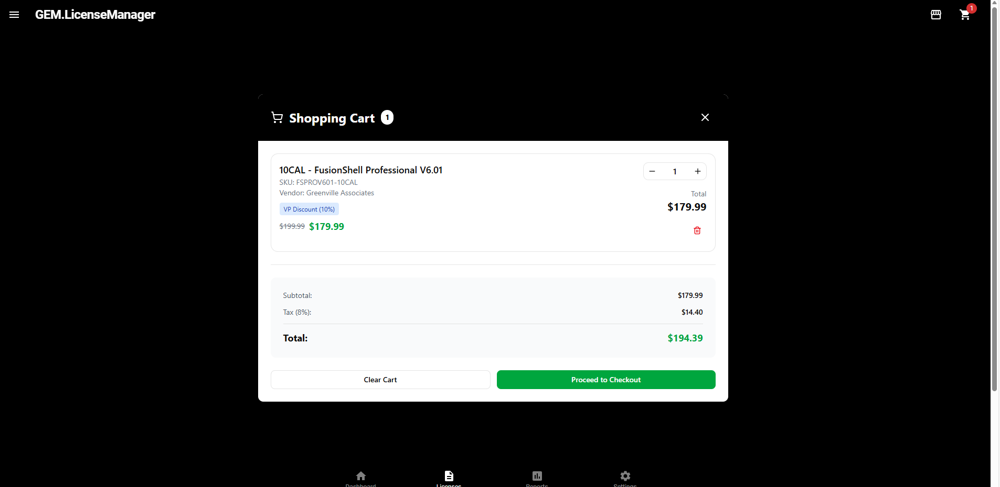 GEM.LicenseManager
1
Shopping Cart 1
10CAL - FusionShell Professional V6.01
1
SKU: FSPROV601-10CAL
Vendor: Greenville Associates
Total
$179.99
VP Discount (10%)
$199.99 $179.99
Subtotal: $179.99
Tax (8%): $14.40
Total: $194.39
Clear Cart
Proceed to Checkout
Dashboard
Licenses
Reports
Settings